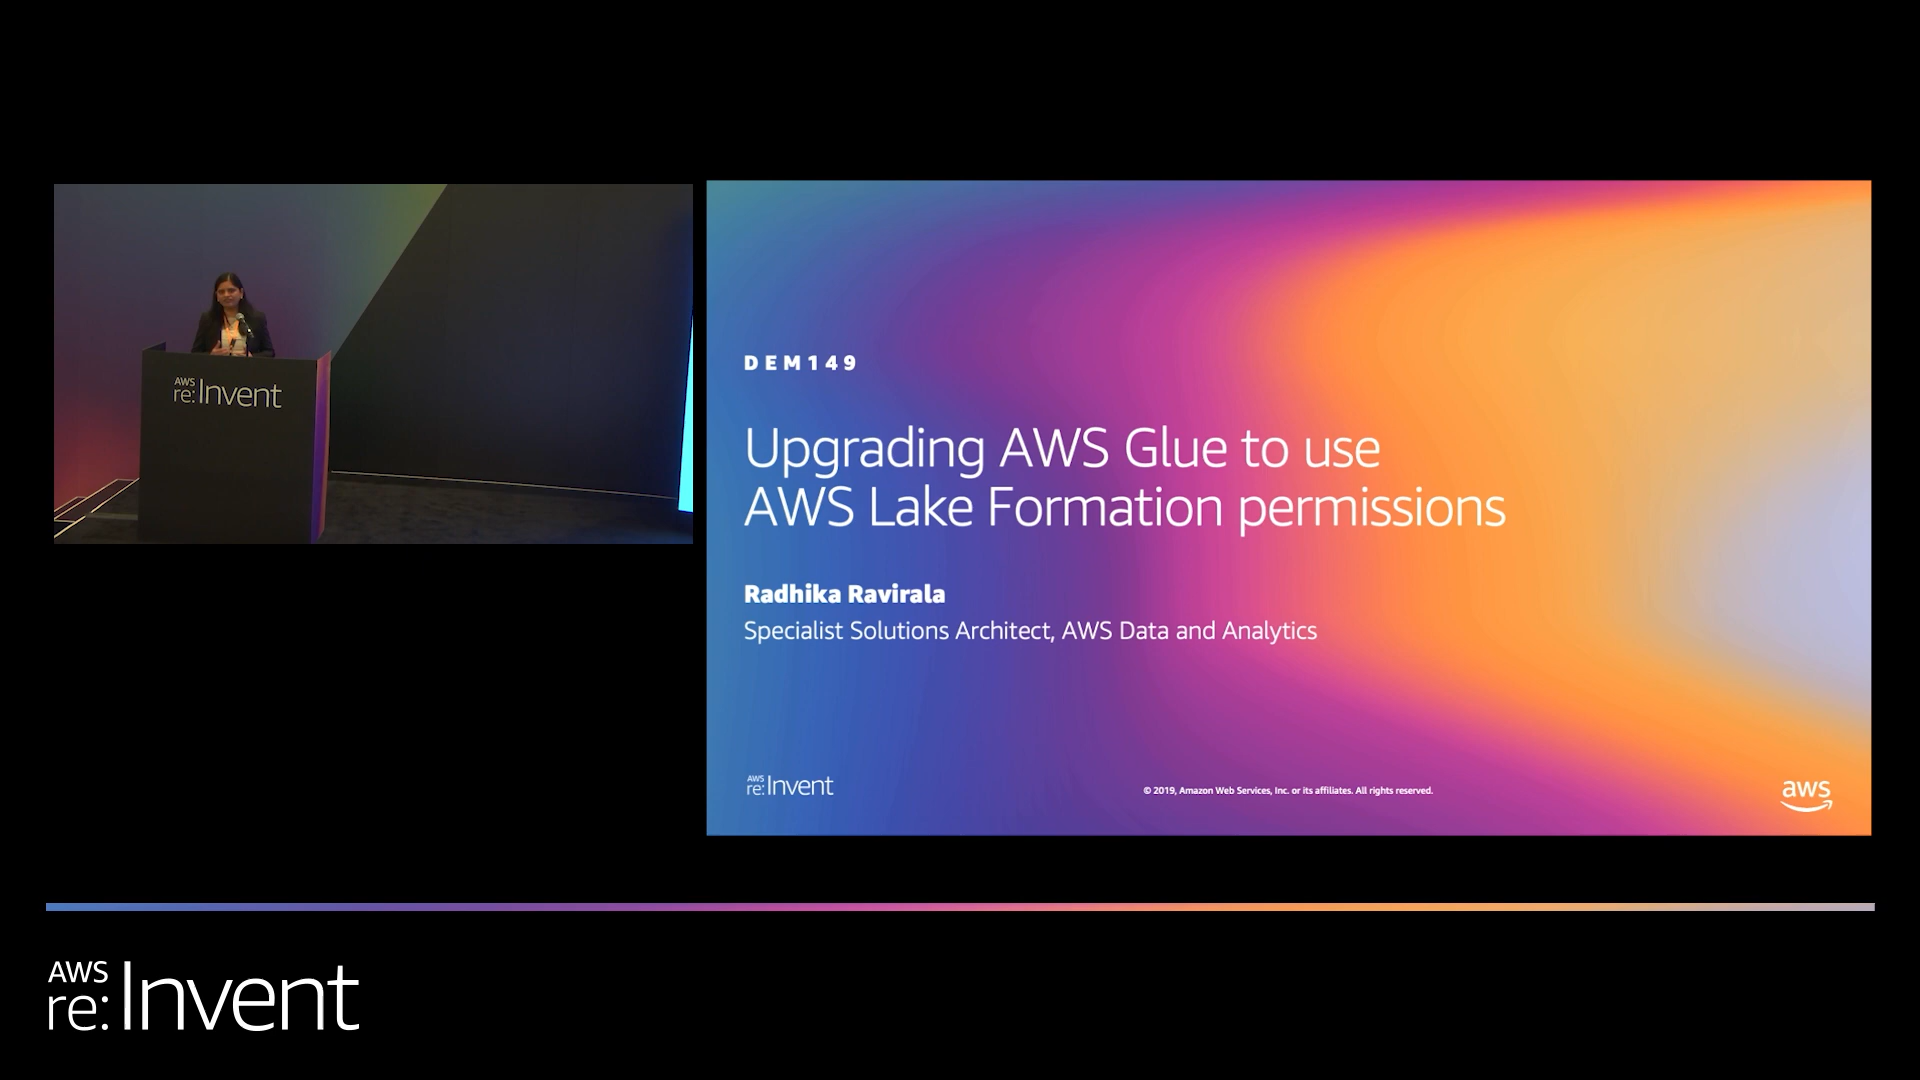 AWS
re:Invent
DEM149
Upgrading AWS Glue to use
AWS Lake Formation permissions
Radhika Ravirala
Specialist Solutions Architect, AWS Data and Analytics
AWS
re:Invent
© 2019, Amazon Web Services, Inc. or its affiliates. All rights reserved.
aws
AWS
re:Invent